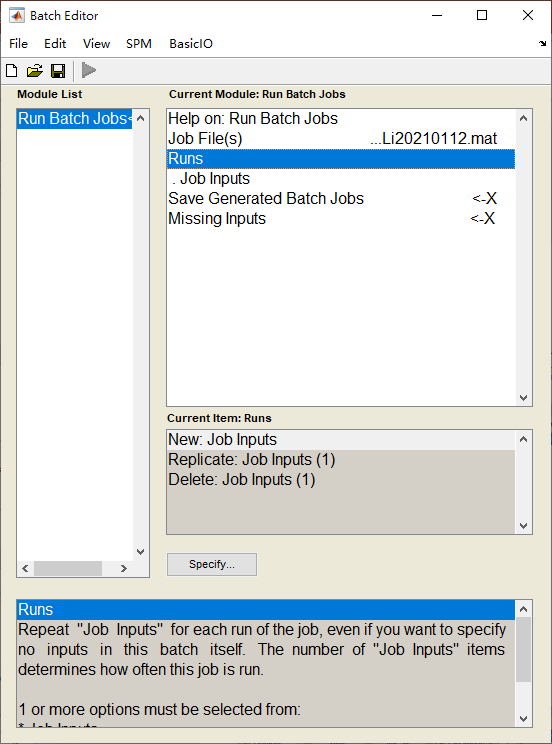 Batch Editor
File Edit View SPM BasicIO
Module List
Current Module: Run Batch Jobs
Run Batch Jobs<
Help on: Run Batch Jobs
Job File(s) ...Li20210112.mat
Runs
. Job Inputs
Save Generated Batch Jobs <-X
Missing Inputs <-X
Current Item: Runs
New: Job Inputs
Replicate: Job Inputs (1)
Delete: Job Inputs (1)
Specify...
Runs
Repeat "Job Inputs" for each run of the job, even if you want to specify
no inputs in this batch itself. The number of "Job Inputs" items
determines how often this job is run.
1 or more options must be selected from:
* Job Inputs